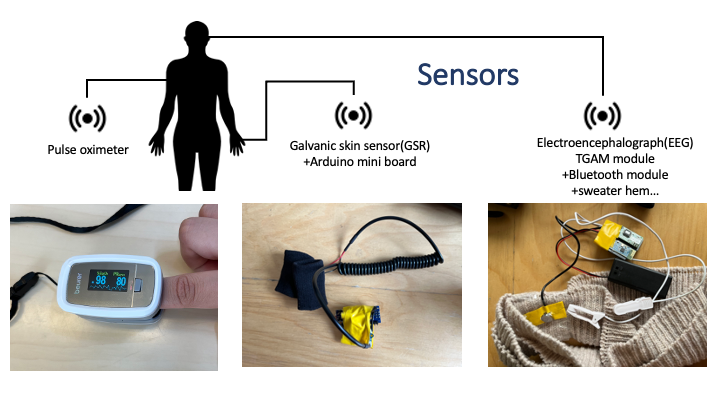 Sensors
Pulse oximeter
Galvanic skin sensor(GSR)
+Arduino mini board
Electroencephalograph(EEG)
TGAM module
+Bluetooth module
+sweater hem...
beurer
98 80